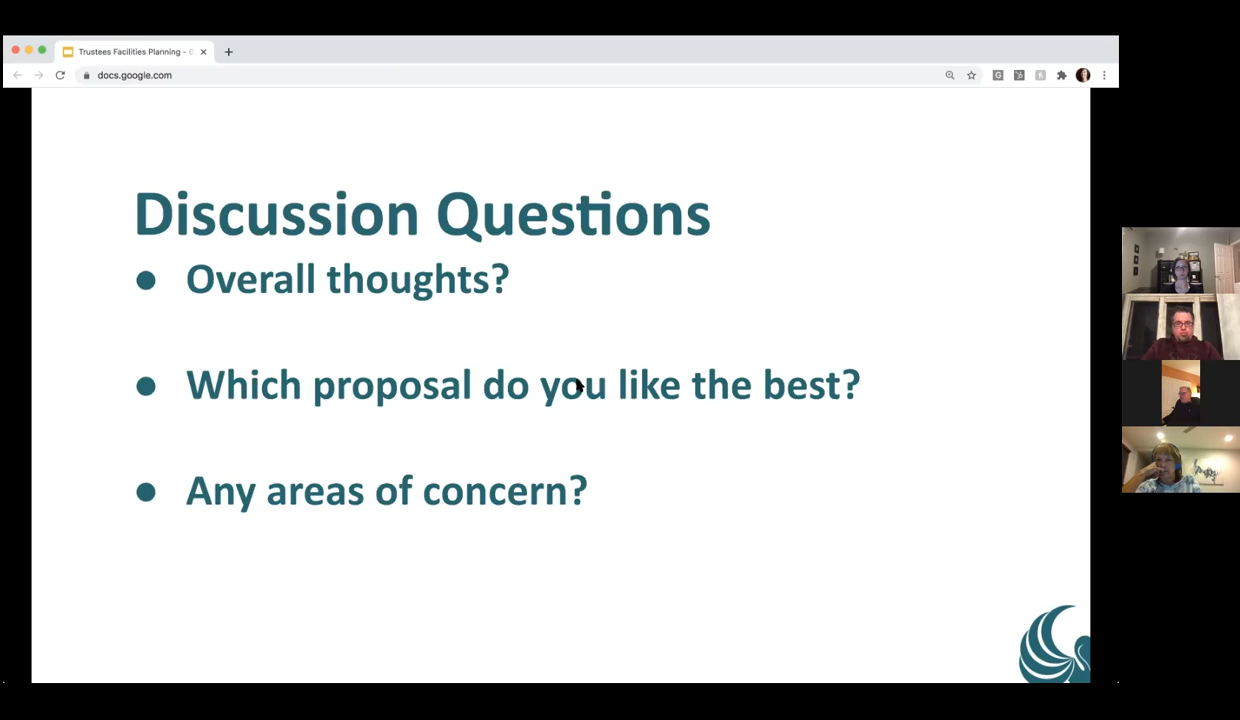 Trustees Facilities Planning - 
docs.google.com
Discussion Questions
● Overall thoughts?
● Which proposal do you like the best?
● Any areas of concern?